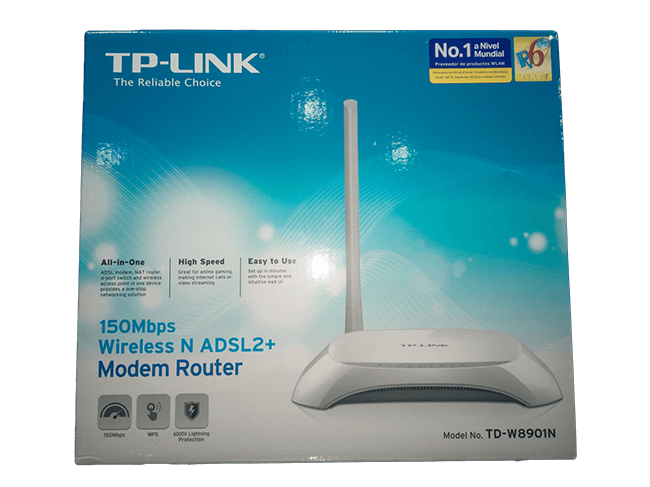 TP-LINK®
The Reliable Choice
No.1 a Nivel Mundial
Proveedor de productos WLAN
All-in-One
ADSL modem, NAT router,
4-port switch and wireless
access point in one device
provides a one-stop
networking solution
High Speed
Great for online gaming,
making internet calls or
video streaming
Easy to Use
Set up in minutes
with the simple and
intuitive web UI
150Mbps
Wireless N ADSL2+
Modem Router
TP-LINK
150Mbps
WPS
6000V Lightning
Protection
Model No. TD-W8901N